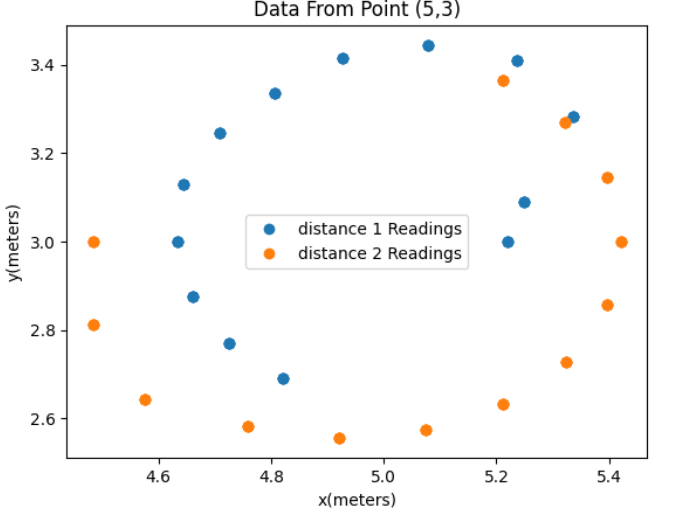 Data From Point (5,3)
3.4
3.2
3.0
2.8
2.6
y(meters)
distance 1 Readings
distance 2 Readings
4.6 4.8 5.0 5.2 5.4
x(meters)